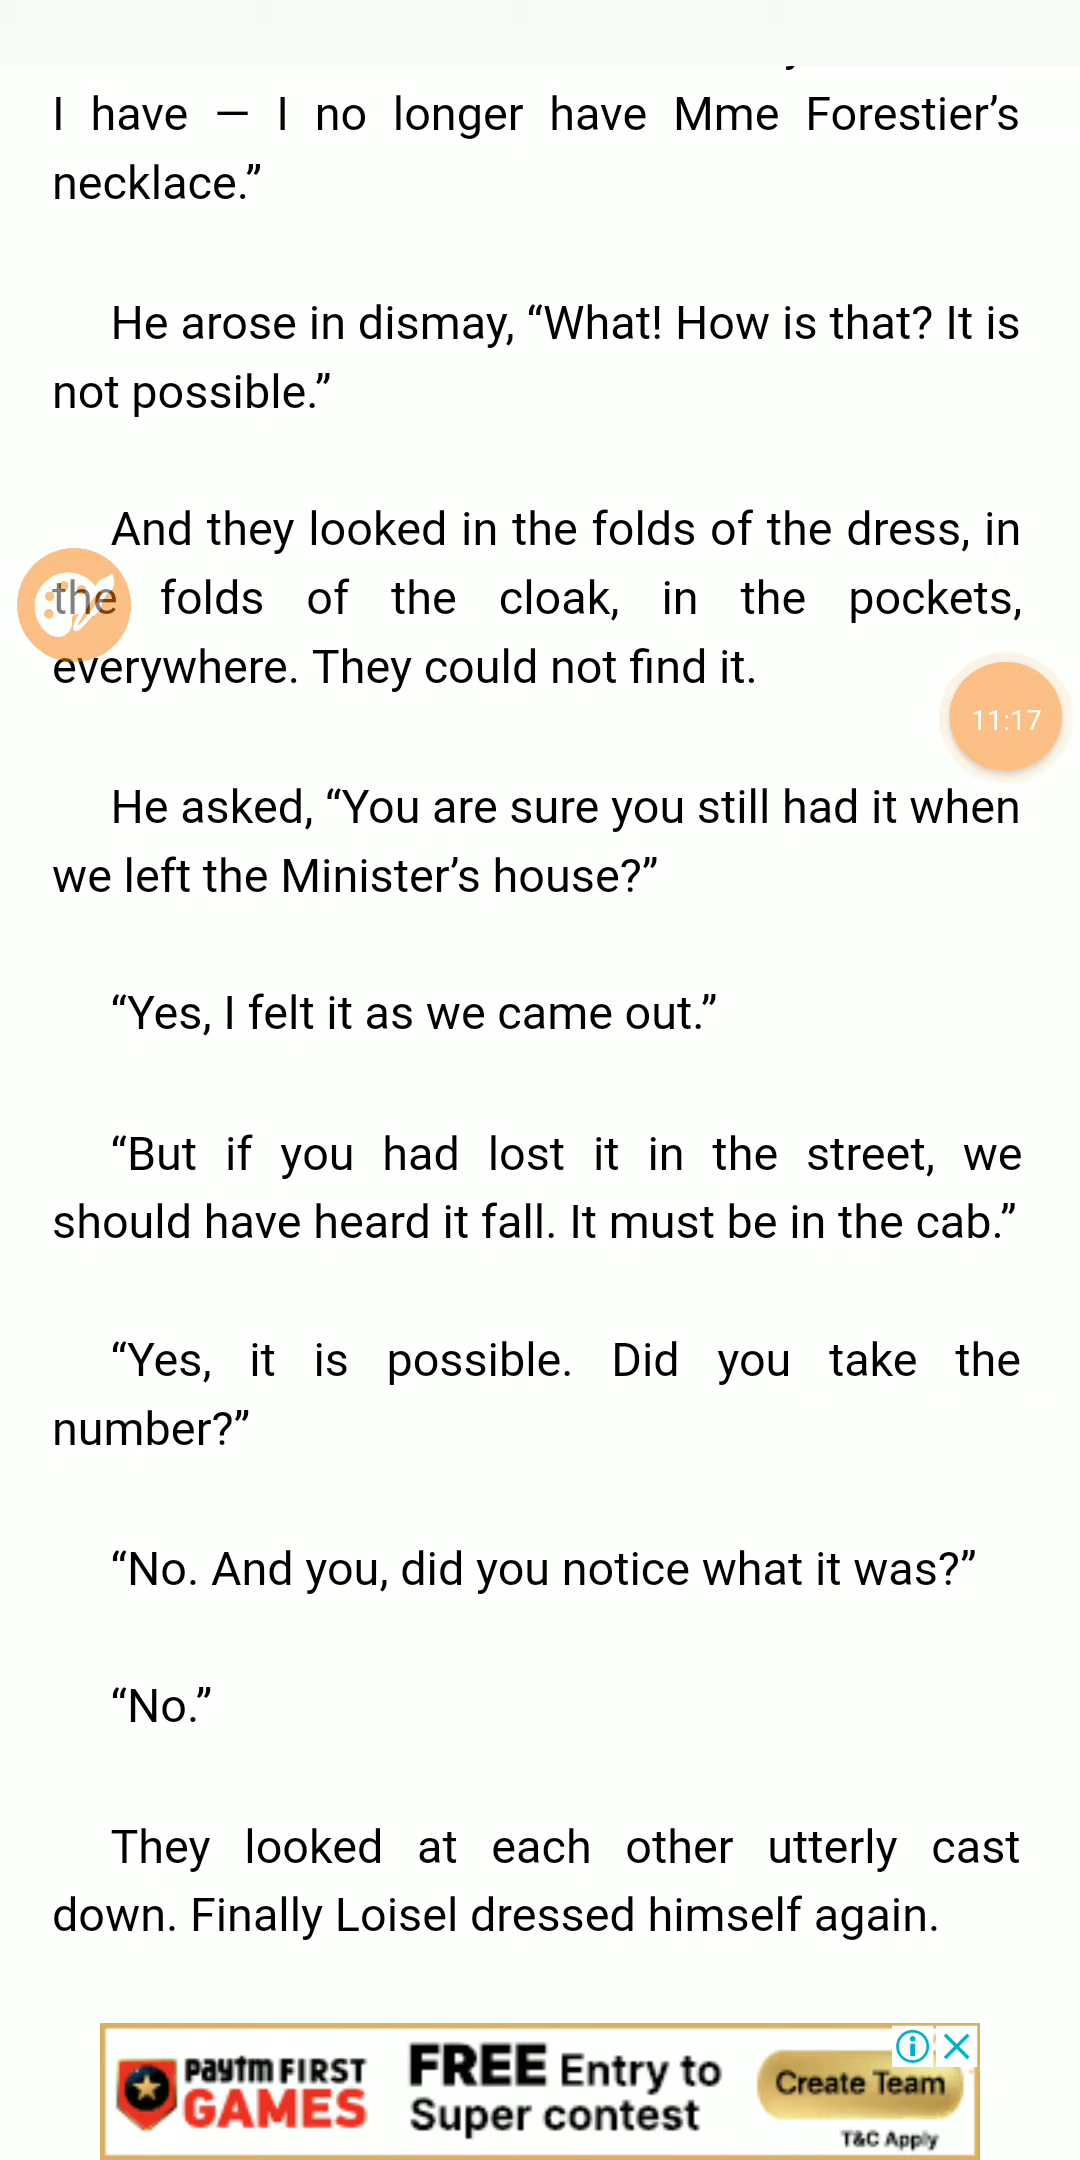 I have — I no longer have Mme Forestier’s
necklace.”
He arose in dismay, “What! How is that? It is
not possible.”
And they looked in the folds of the dress, in
the folds of the cloak, in the pockets,
everywhere. They could not find it.
11:17
He asked, “You are sure you still had it when
we left the Minister’s house?”
“Yes, I felt it as we came out.”
“But if you had lost it in the street, we
should have heard it fall. It must be in the cab.”
“Yes, it is possible. Did you take the
number?”
“No. And you, did you notice what it was?”
“No.”
They looked at each other utterly cast
down. Finally Loisel dressed himself again.
Paytm FIRST
GAMES
FREE Entry to
Super contest
Create Team
T&C Apply